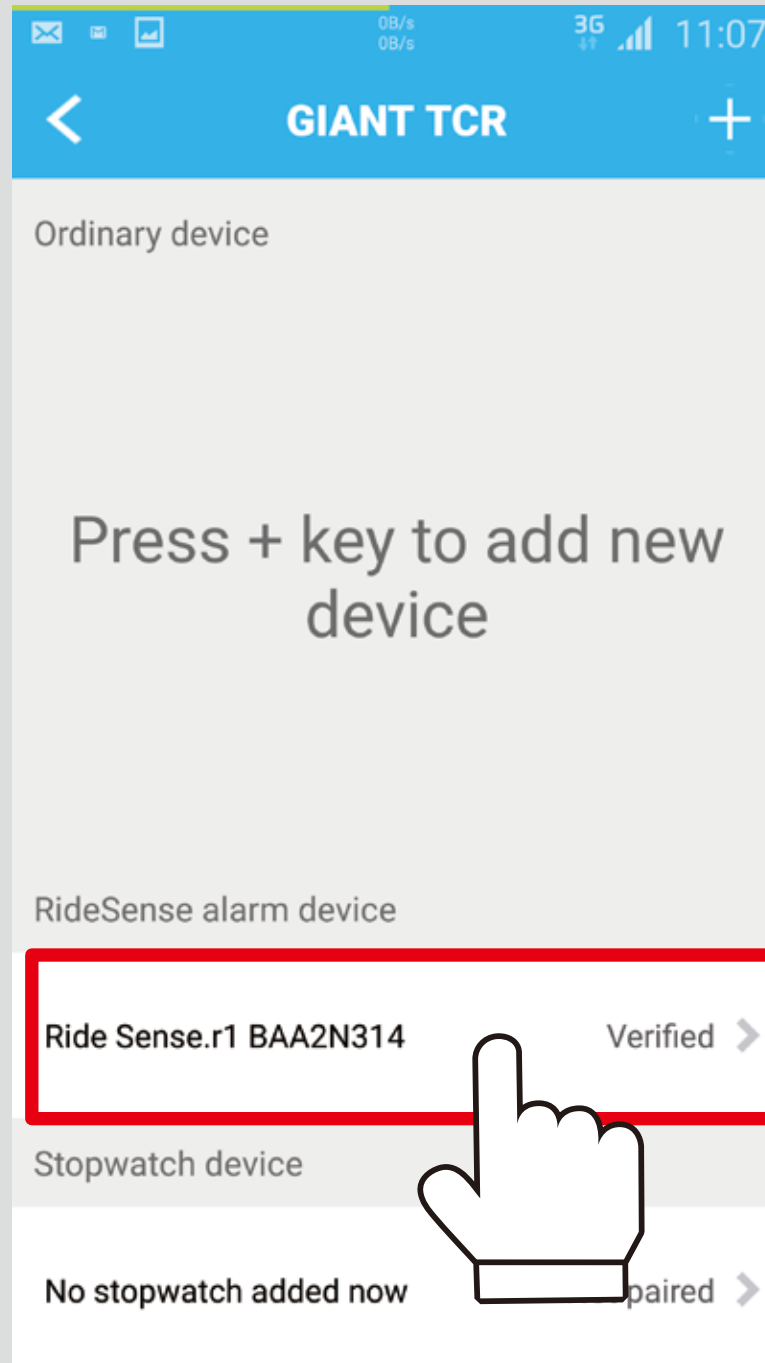 0B/s
0B/s
3G
11:07
GIANT TCR
Ordinary device
Press + key to add new
device
RideSense alarm device
Ride Sense.r1 BAA2N314 Verified
Stopwatch device
No stopwatch added now paired